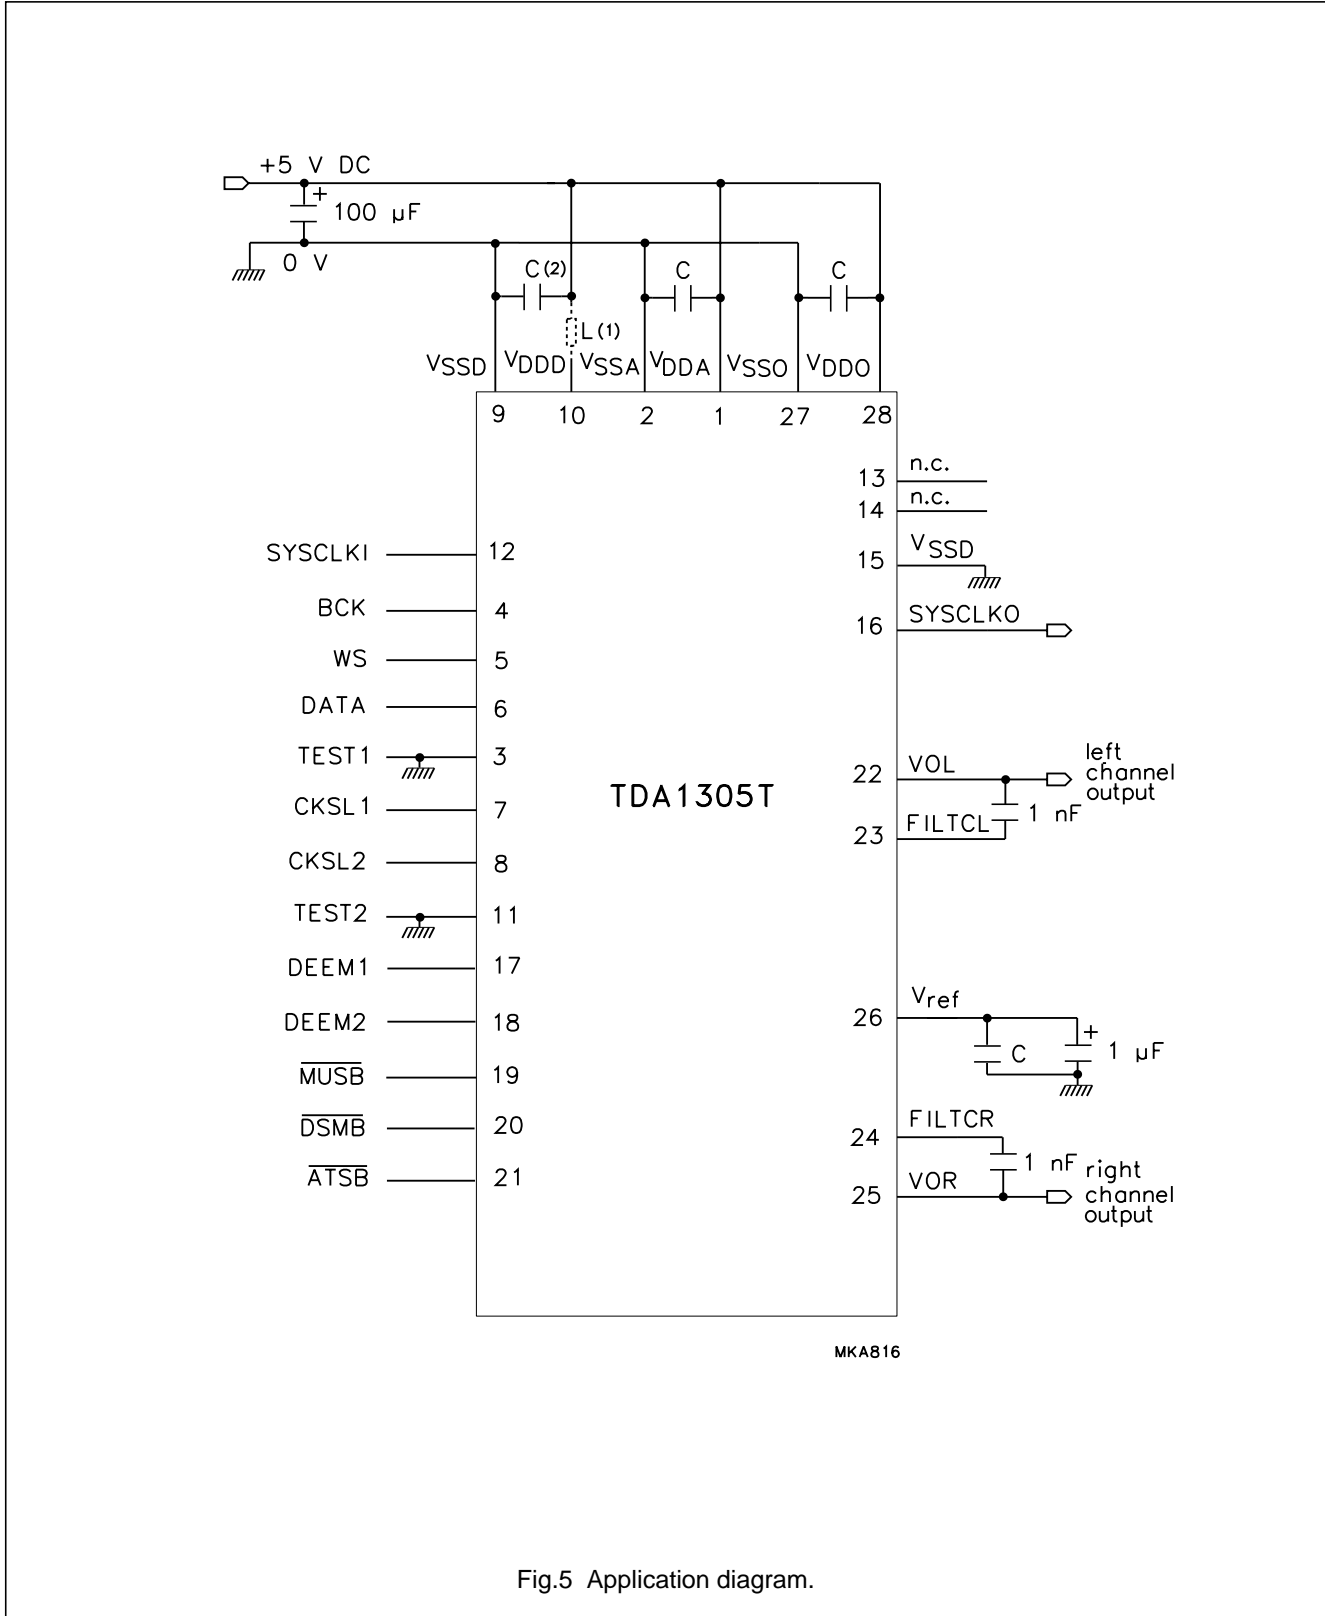 +5 V DC
+
100 µF
0 V
C(2)
C
C
L(1)
VSSD
VDDD
VSSA
VDDA
VSSO
VDDO
9
10
2
1
27
28
13
n.c.
14
n.c.
15
VSSD
16
SYSCLKO
SYSCLKI
12
BCK
4
WS
5
DATA
6
TEST1
3
CKSL1
7
CKSL2
8
TEST2
11
DEEM1
17
DEEM2
18
MUSB
19
DSMB
20
ATSB
21
TDA1305T
22
VOL
left
channel
output
1 nF
23
FILTCL
26
Vref
C
+
1 µF
24
FILTCR
1 nF
25
VOR
right
channel
output
MKA816
Fig.5 Application diagram.